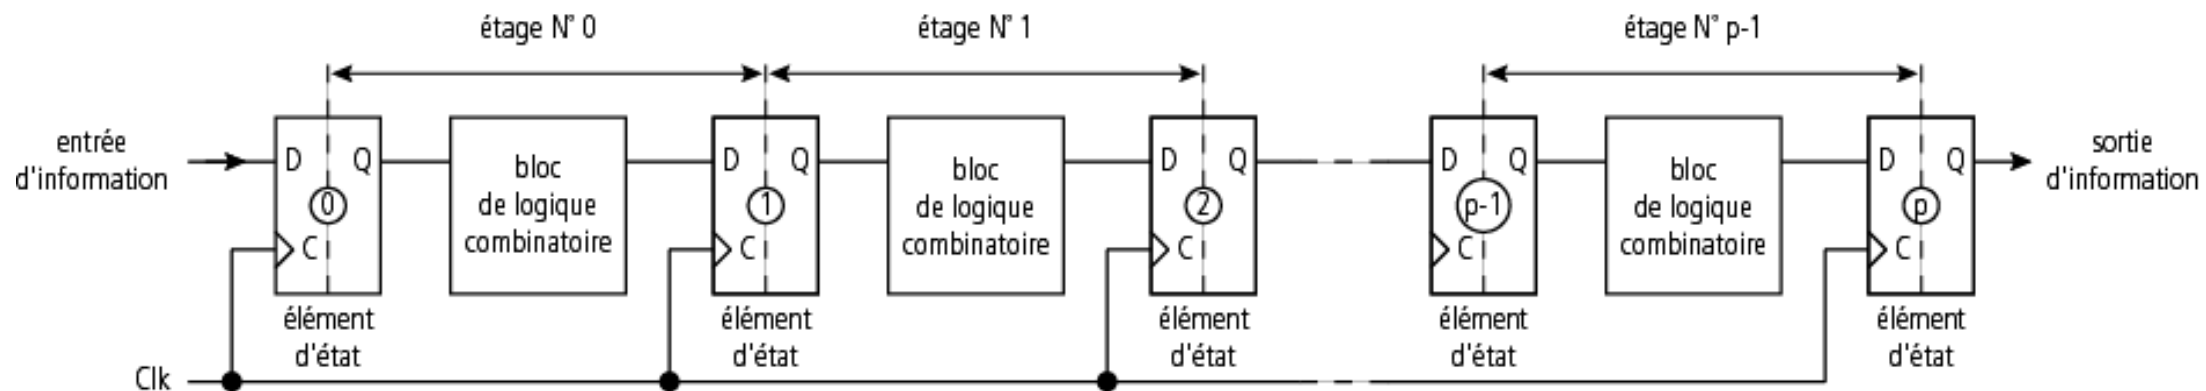 étage N° 0
étage N° 1
étage N° p-1
entrée
d'information
D Q
0
C
bloc
de logique
combinatoire
D Q
1
C
bloc
de logique
combinatoire
D Q
2
C
D Q
p-1
C
bloc
de logique
combinatoire
D Q
p
C
sortie
d'information
élément
d'état
élément
d'état
élément
d'état
élément
d'état
élément
d'état
Clk